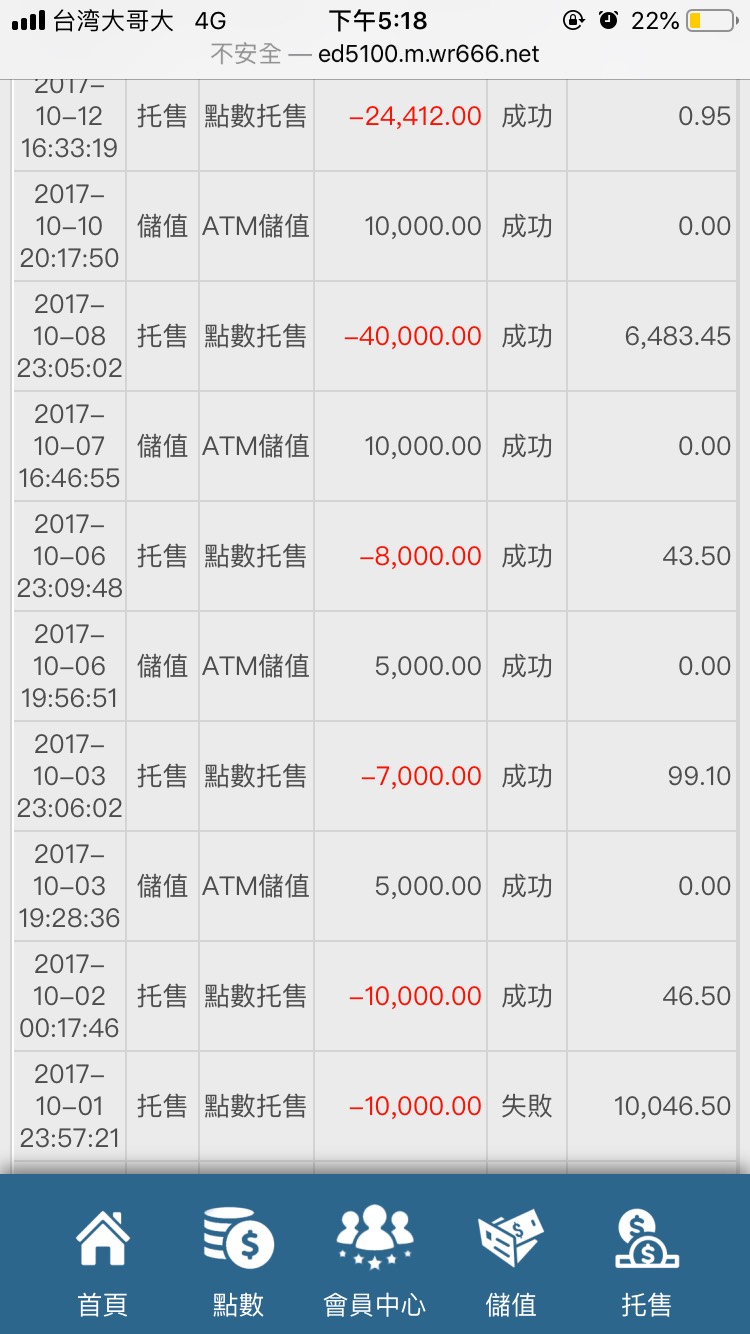 台湾大哥大 4G 下午5:18 22%
不安全 — ed5100.m.wr666.net
2017–
10–12 托售 點數托售 –24,412.00 成功 0.95
16:33:19
2017–
10–10 儲值 ATM儲值 10,000.00 成功 0.00
20:17:50
2017–
10–08 托售 點數托售 –40,000.00 成功 6,483.45
23:05:02
2017–
10–07 儲值 ATM儲值 10,000.00 成功 0.00
16:46:55
2017–
10–06 托售 點數托售 –8,000.00 成功 43.50
23:09:48
2017–
10–06 儲值 ATM儲值 5,000.00 成功 0.00
19:56:51
2017–
10–03 托售 點數托售 –7,000.00 成功 99.10
23:06:02
2017–
10–03 儲值 ATM儲值 5,000.00 成功 0.00
19:28:36
2017–
10–02 托售 點數托售 –10,000.00 成功 46.50
00:17:46
2017–
10–01 托售 點數托售 –10,000.00 失敗 10,046.50
23:57:21
首頁 點數 會員中心 儲值 托售